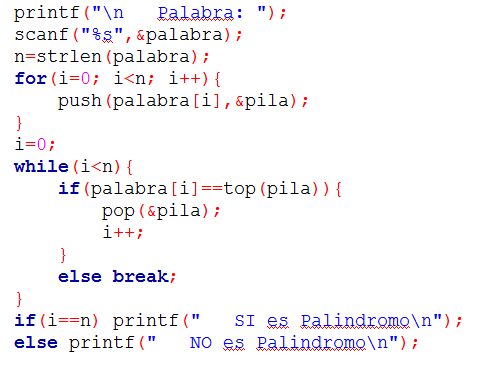 printf("\n   Palabra: ");
scanf("%s",&palabra);
n=strlen(palabra);
for(i=0; i<n; i++){
    push(palabra[i],&pila);
}
i=0;
while(i<n){
    if(palabra[i]==top(pila)){
        pop(&pila);
        i++;
    }
    else break;
}
if(i==n) printf("   SI es Palindromo\n");
else printf("   NO es Palindromo\n");